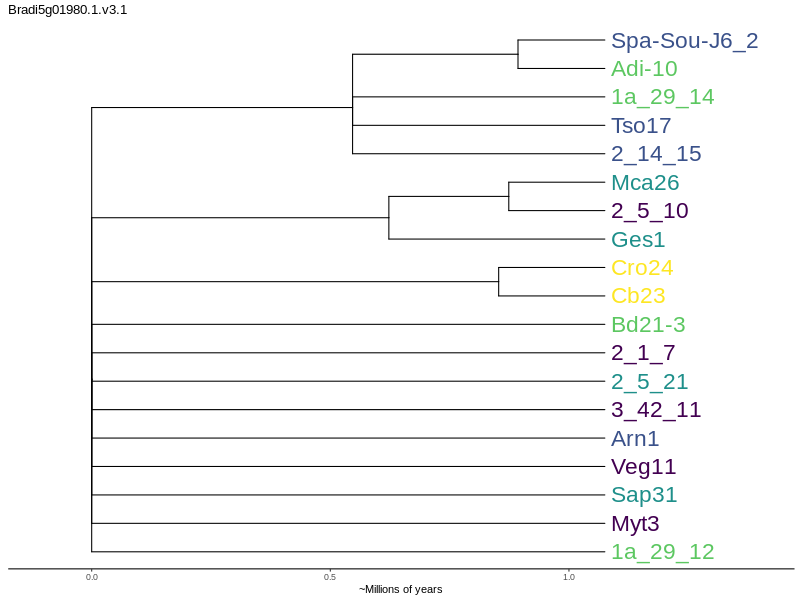 Bradi5g01980.1.v3.1
Spa-Sou-J6_2
Adi-10
1a_29_14
Tso17
2_14_15
Mca26
2_5_10
Ges1
Cro24
Cb23
Bd21-3
2_1_7
2_5_21
3_42_11
Arn1
Veg11
Sap31
Myt3
1a_29_12
0.0 0.5 1.0
~Millions of years